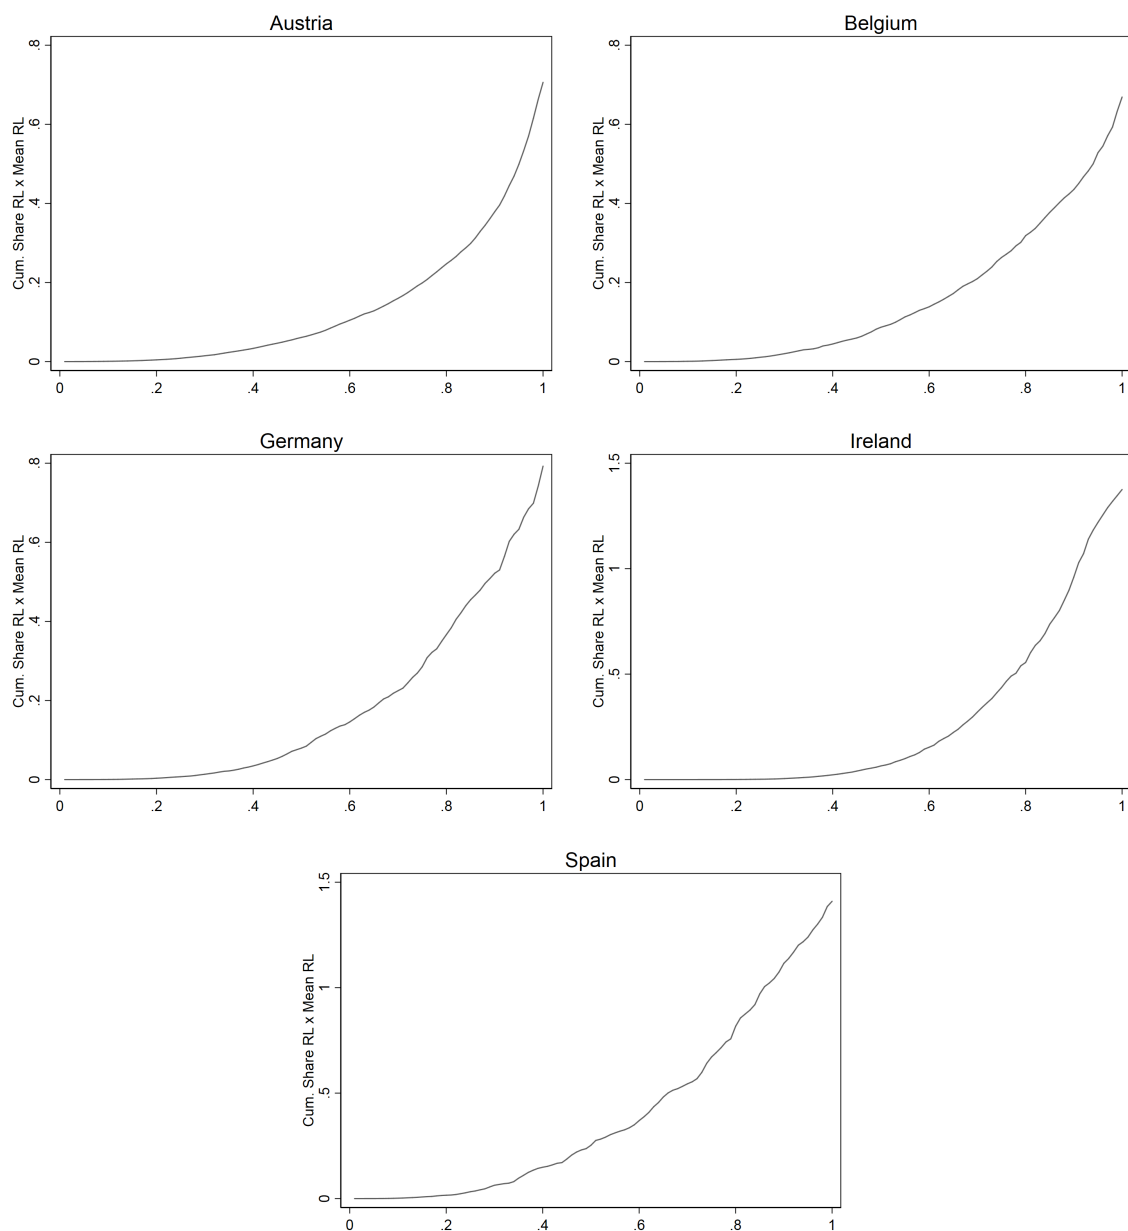 Austria
Cum. Share RL x Mean RL
0 .2 .4 .6 .8
0 .2 .4 .6 .8 1
Belgium
Cum. Share RL x Mean RL
0 .2 .4 .6 .8
0 .2 .4 .6 .8 1
Germany
Cum. Share RL x Mean RL
0 .2 .4 .6 .8
0 .2 .4 .6 .8 1
Ireland
Cum. Share RL x Mean RL
0 .5 1 1.5
0 .2 .4 .6 .8 1
Spain
Cum. Share RL x Mean RL
0 .5 1 1.5
0 .2 .4 .6 .8 1